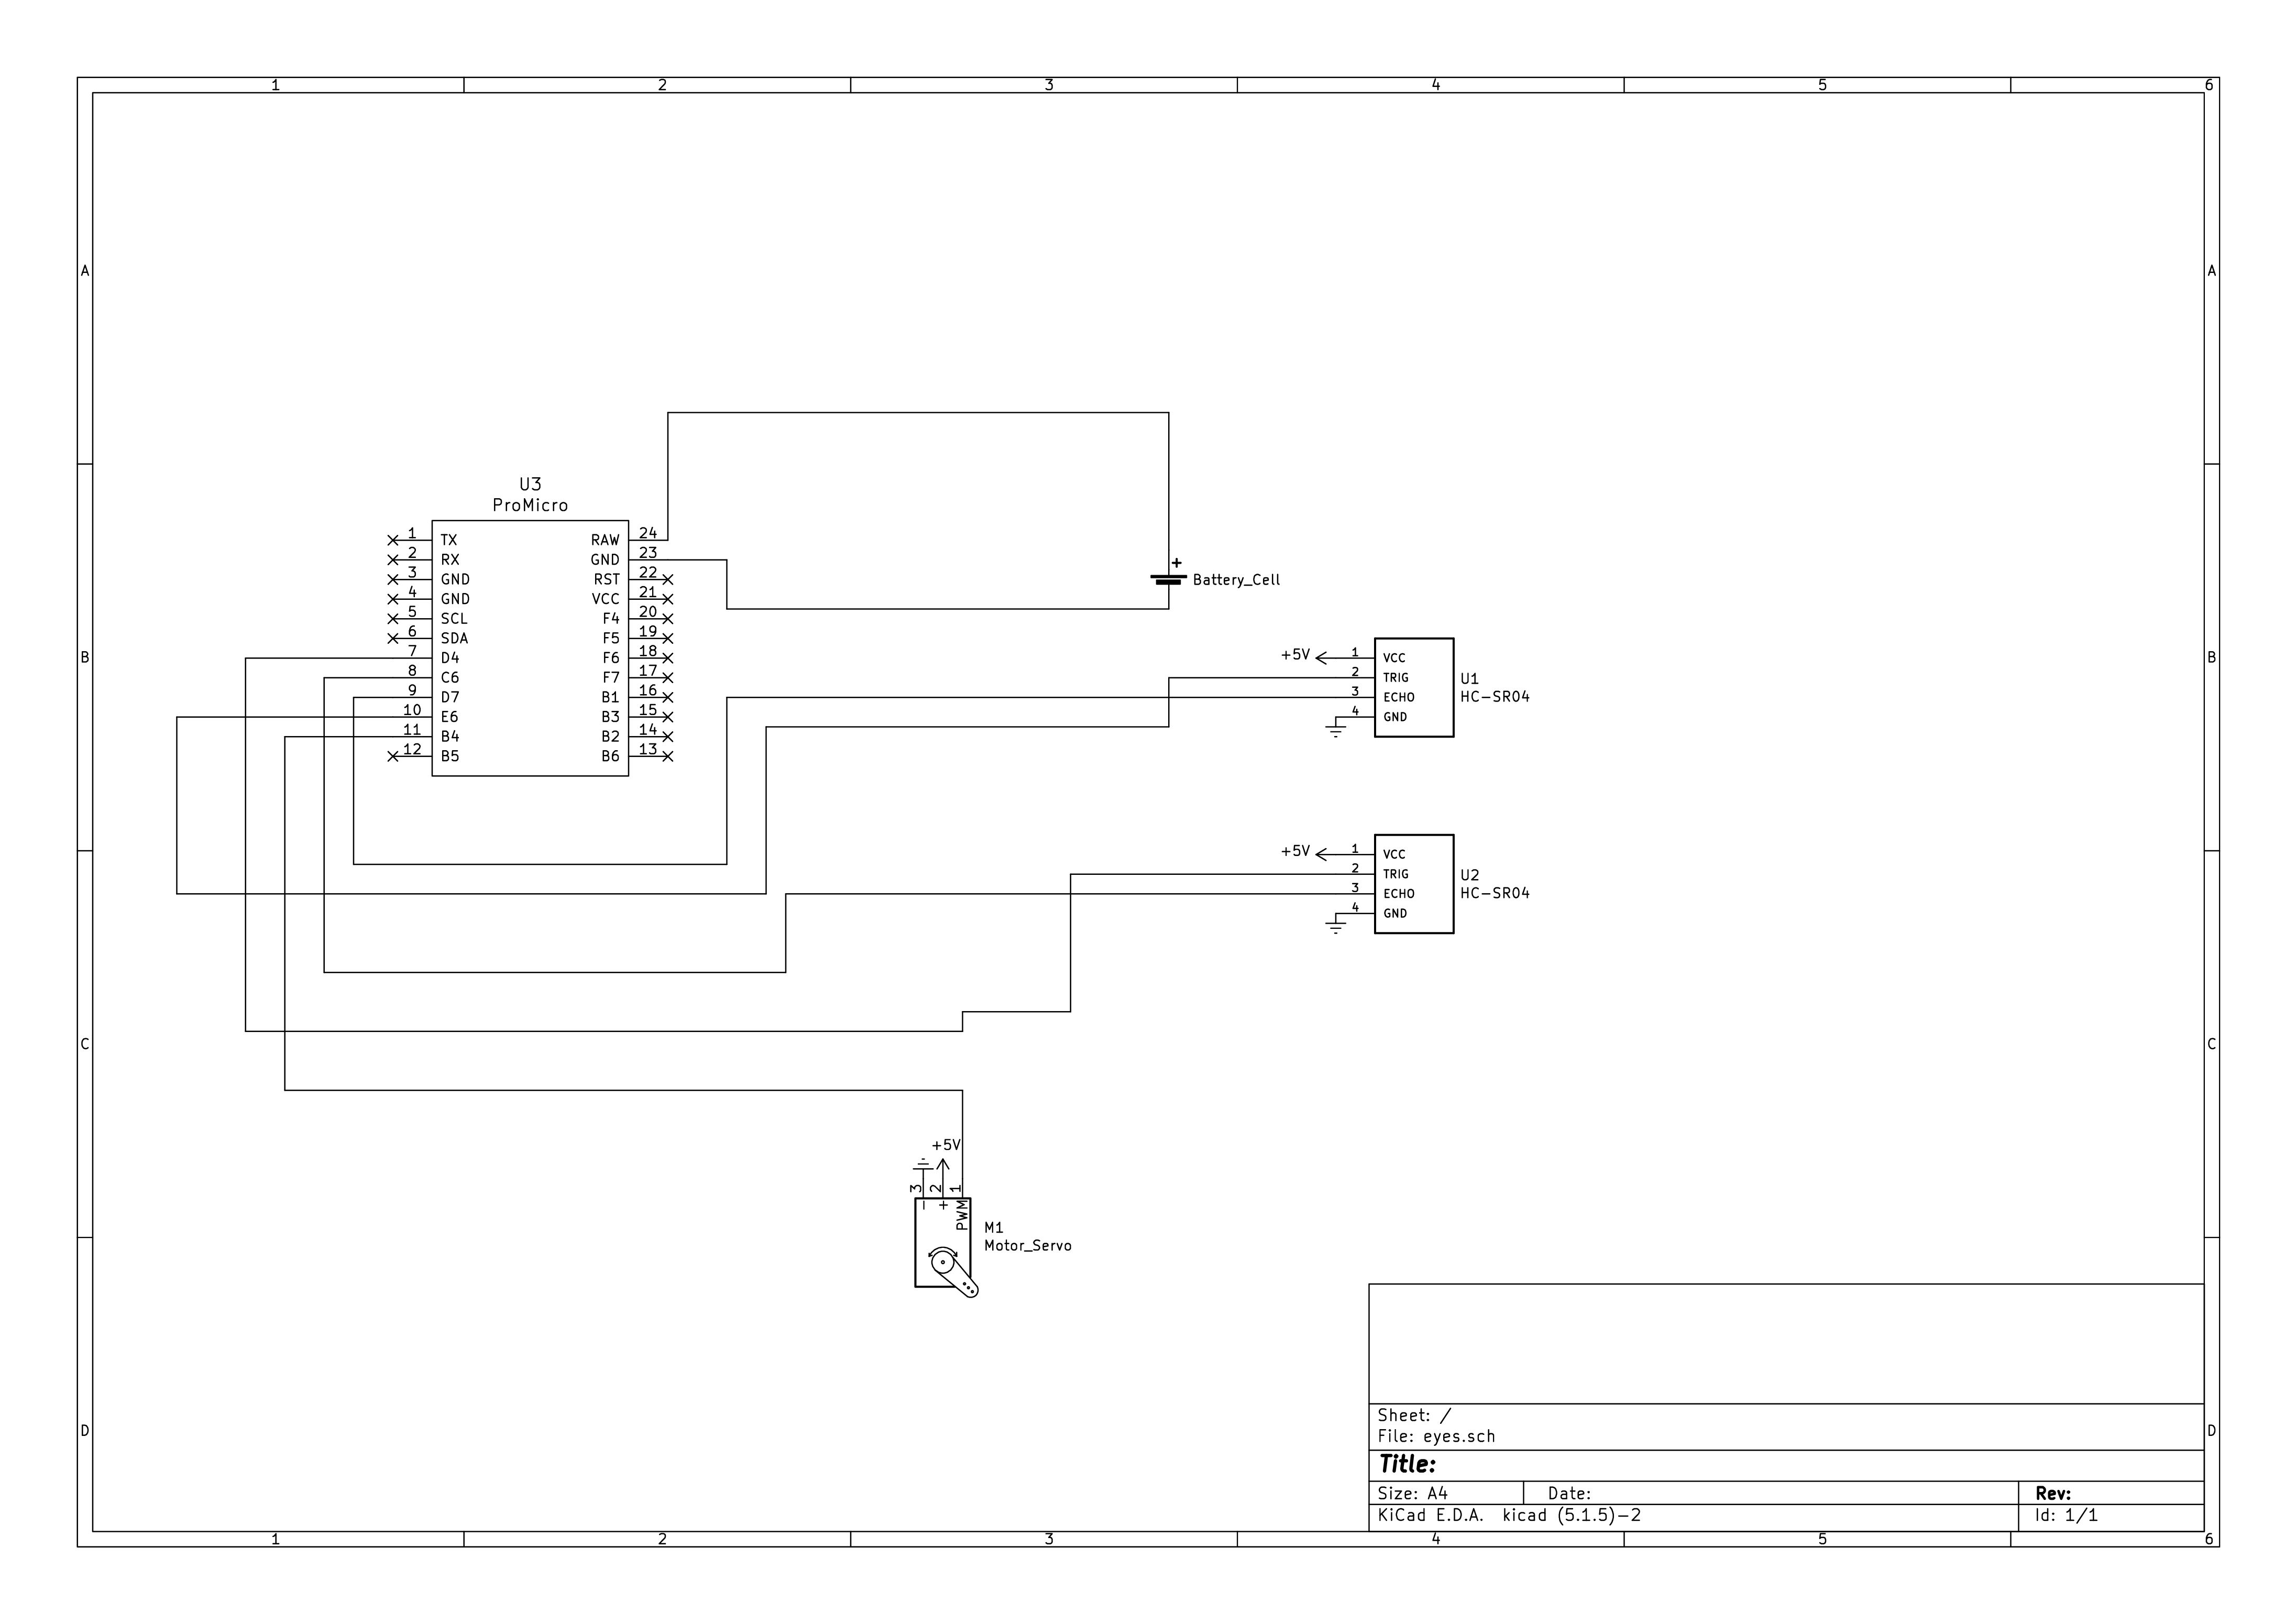 1 2 3 4 5 6
A A
B B
C C
D D
U3
ProMicro
1 TX RAW 24
2 RX GND 23
3 GND RST 22
4 GND VCC 21
5 SCL F4 20
6 SDA F5 19
7 D4 F6 18
8 C6 F7 17
9 D7 B1 16
10 E6 B3 15
11 B4 B2 14
12 B5 B6 13
+
Battery_Cell
+5V 1 VCC
2 TRIG
3 ECHO
4 GND
U1
HC-SR04
+5V 1 VCC
2 TRIG
3 ECHO
4 GND
U2
HC-SR04
+5V
3 2 1
- + PWM
M1
Motor_Servo
Sheet: /
File: eyes.sch
Title:
Size: A4 Date: Rev:
KiCad E.D.A. kicad (5.1.5)-2 Id: 1/1
1 2 3 4 5 6